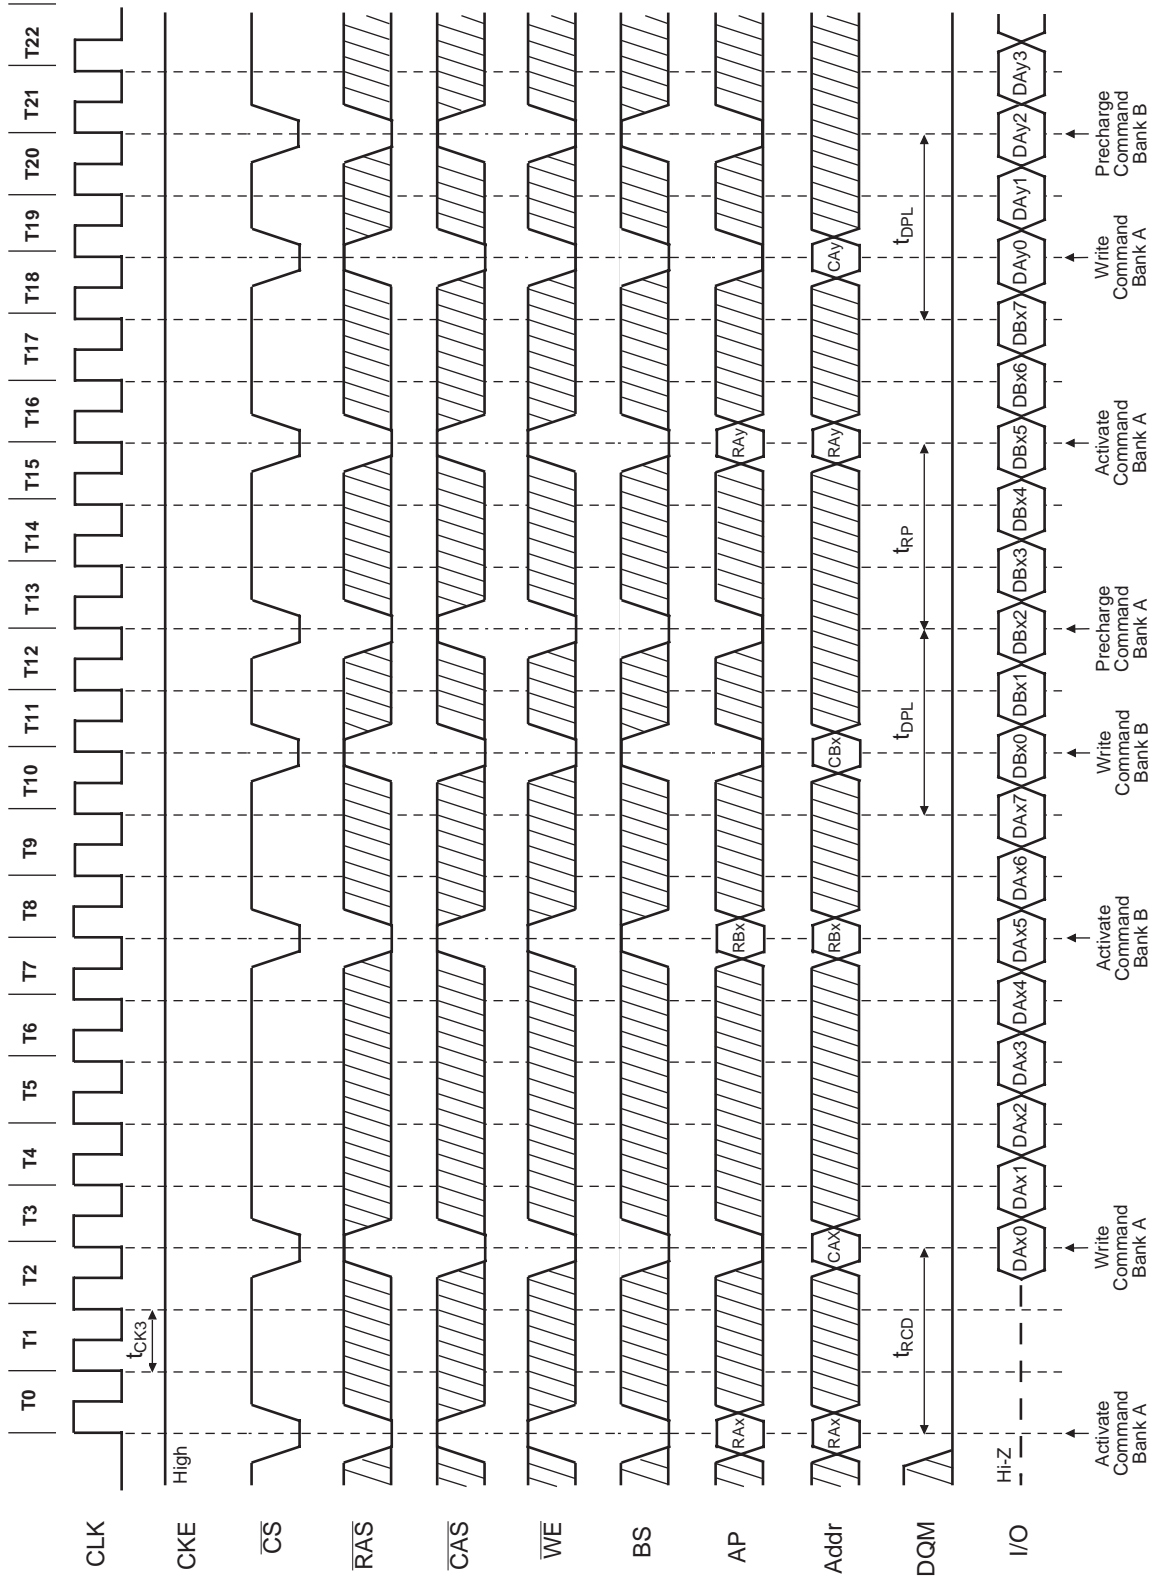 T0 T1 T2 T3 T4 T5 T6 T7 T8 T9 T10 T11 T12 T13 T14 T15 T16 T17 T18 T19 T20 T21 T22
CLK
tCK3
CKE
High
CS
RAS
CAS
WE
BS
AP
RAx RBx RAy
Addr
RAx CAX RBx CBx RAy CAy
DQM
tRCD tDPL tRP tDPL
I/O
Hi-Z
DAx0 DAx1 DAx2 DAx3 DAx4 DAx5 DAx6 DAx7 DBx0 DBx1 DBx2 DBx3 DBx4 DBx5 DBx6 DBx7 DAy0 DAy1 DAy2 DAy3
Activate
Command
Bank A
Write
Command
Bank A
Activate
Command
Bank B
Write
Command
Bank B
Precharge
Command
Bank A
Activate
Command
Bank A
Write
Command
Bank A
Precharge
Command
Bank B